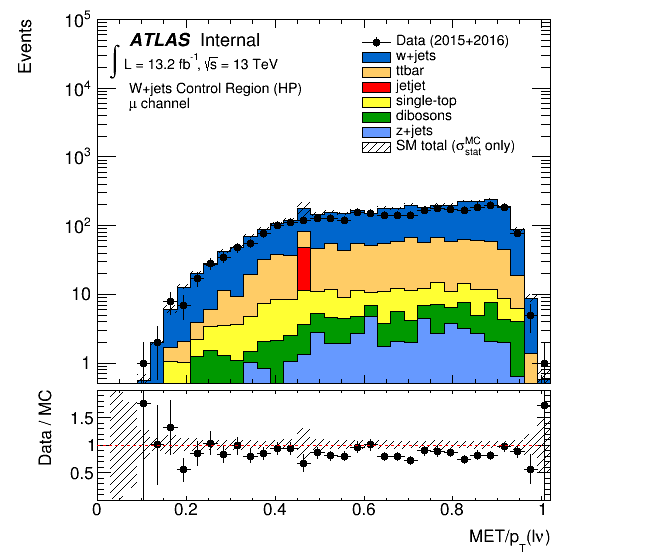 Events
10^5
10^4
10^3
10^2
10
1
ATLAS Internal
∫ L = 13.2 fb^-1, √s = 13 TeV
W+jets Control Region (HP)
μ channel
Data (2015+2016)
w+jets
ttbar
jetjet
single-top
dibosons
z+jets
SM total (σ^MC_stat only)
Data / MC
1.5
1
0.5
0 0.2 0.4 0.6 0.8 1
MET/p_T(lν)